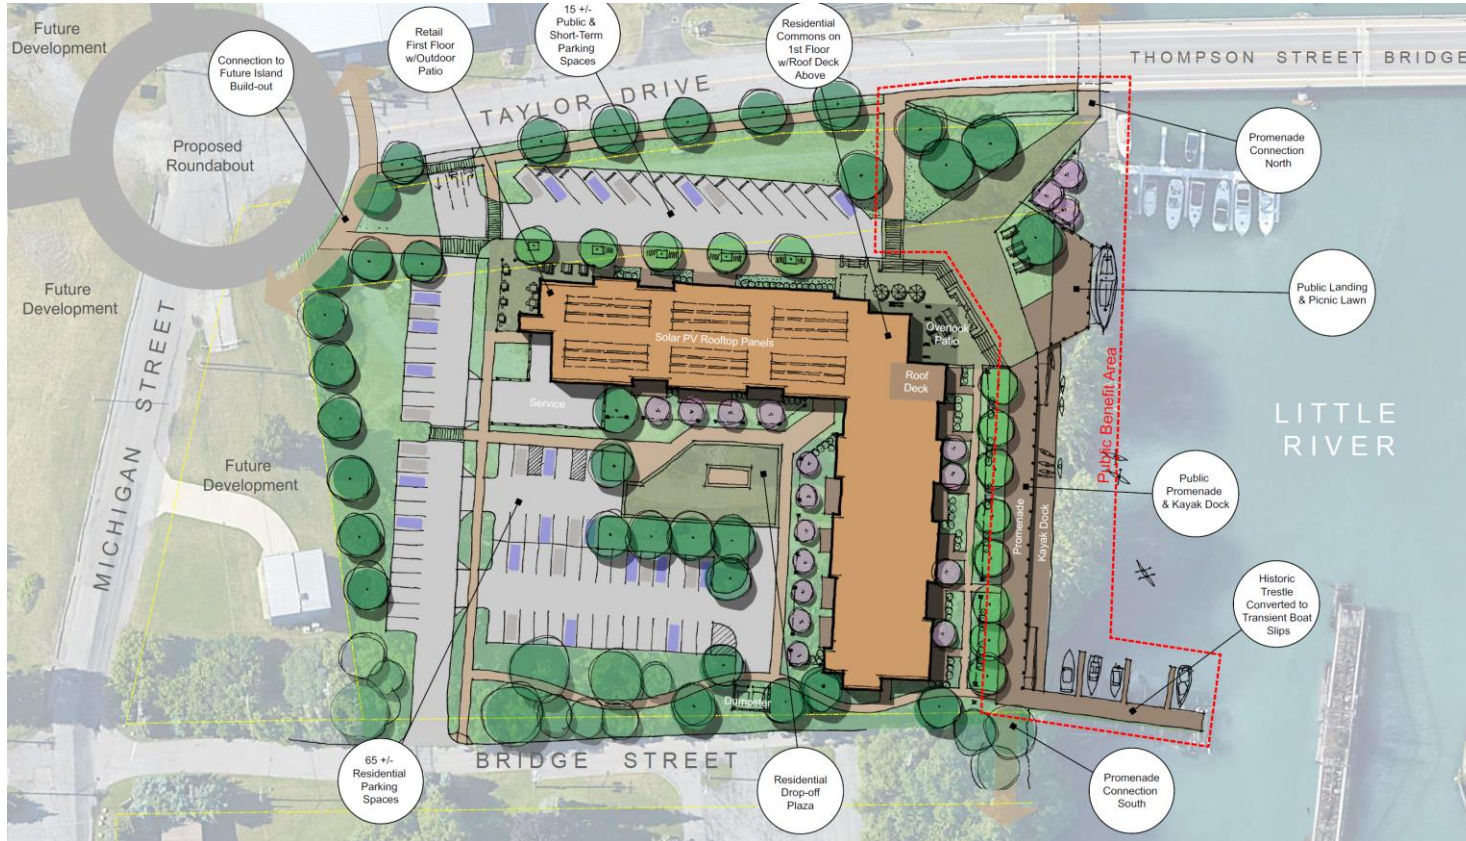 Future
Development
Connection to
Future Island
Build-out
Retail
First Floor
w/Outdoor
Patio
15 +/-
Public &
Short-Term
Parking
Spaces
Residential
Commons on
1st Floor
w/Roof Deck
Above
THOMPSON STREET BRIDGE
TAYLOR DRIVE
Proposed
Roundabout
Promenade
Connection
North
Future
Development
Public Landing
& Picnic Lawn
MICHIGAN STREET
Solar PV Rooftop Panels
Overlook
Patio
Roof
Deck
Service
Public Benefit Area
LITTLE
RIVER
Future
Development
Public
Promenade
& Kayak Dock
Promenade
Kayak Dock
Historic
Trestle
Converted to
Transient Boat
Slips
Dumpster
BRIDGE STREET
65 +/-
Residential
Parking
Spaces
Residential
Drop-off
Plaza
Promenade
Connection
South